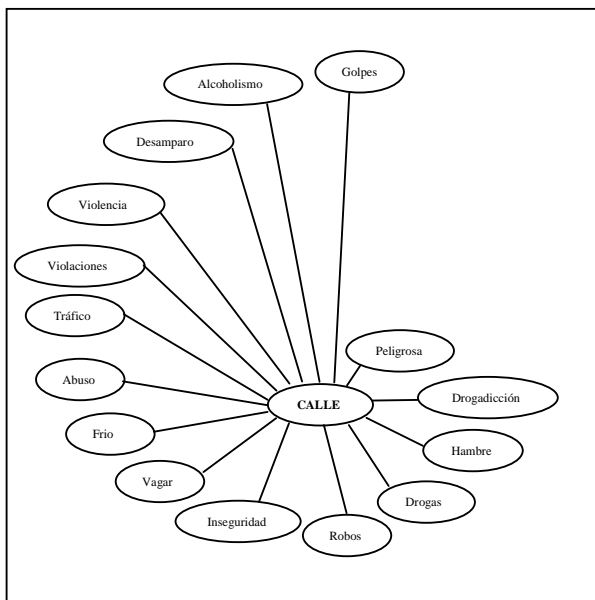 Golpes
Alcoholismo
Desamparo
Violencia
Violaciones
Tráfico
Peligrosa
Abuso
Drogadicción
CALLE
Frio
Hambre
Vagar
Drogas
Inseguridad
Robos